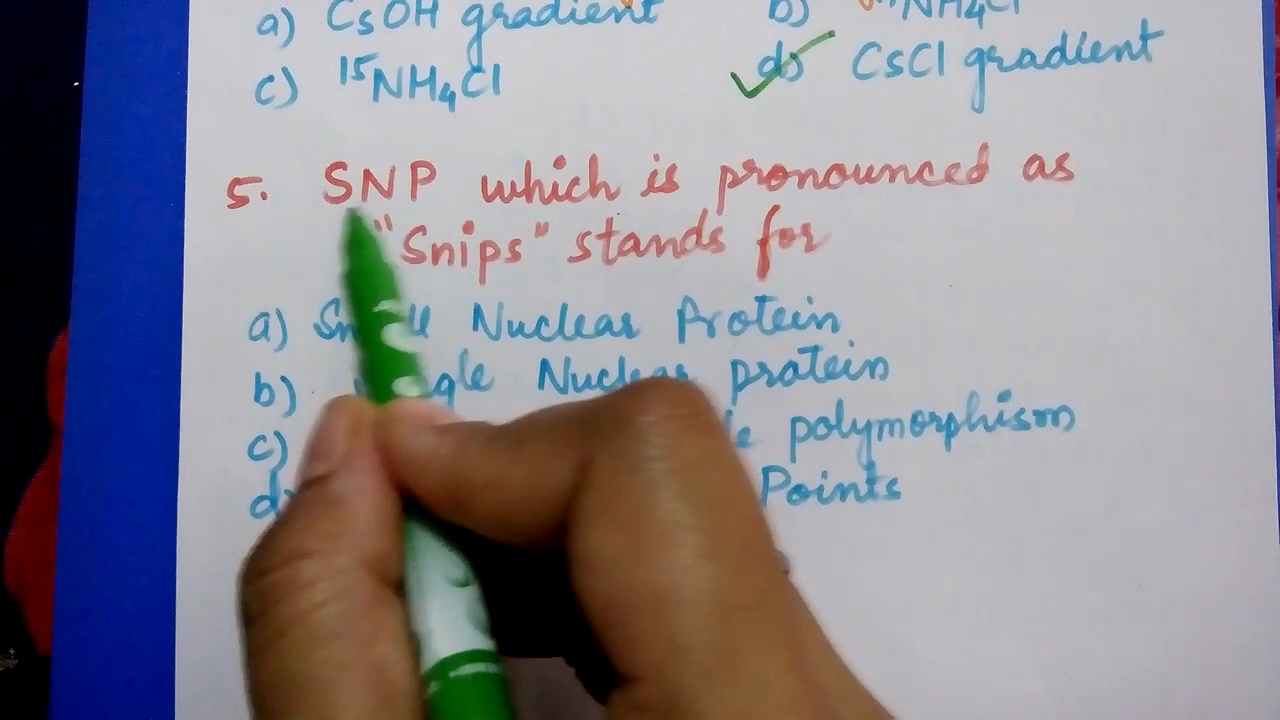 a) CsOH gradient b) NH4Cl
c) 15NH4Cl d) CsCl gradient
5. SNP which is pronounced as
"Snips" stands for
a) Nuclear Protein
b) Nuclear protein
c) polymorphism
d) Points